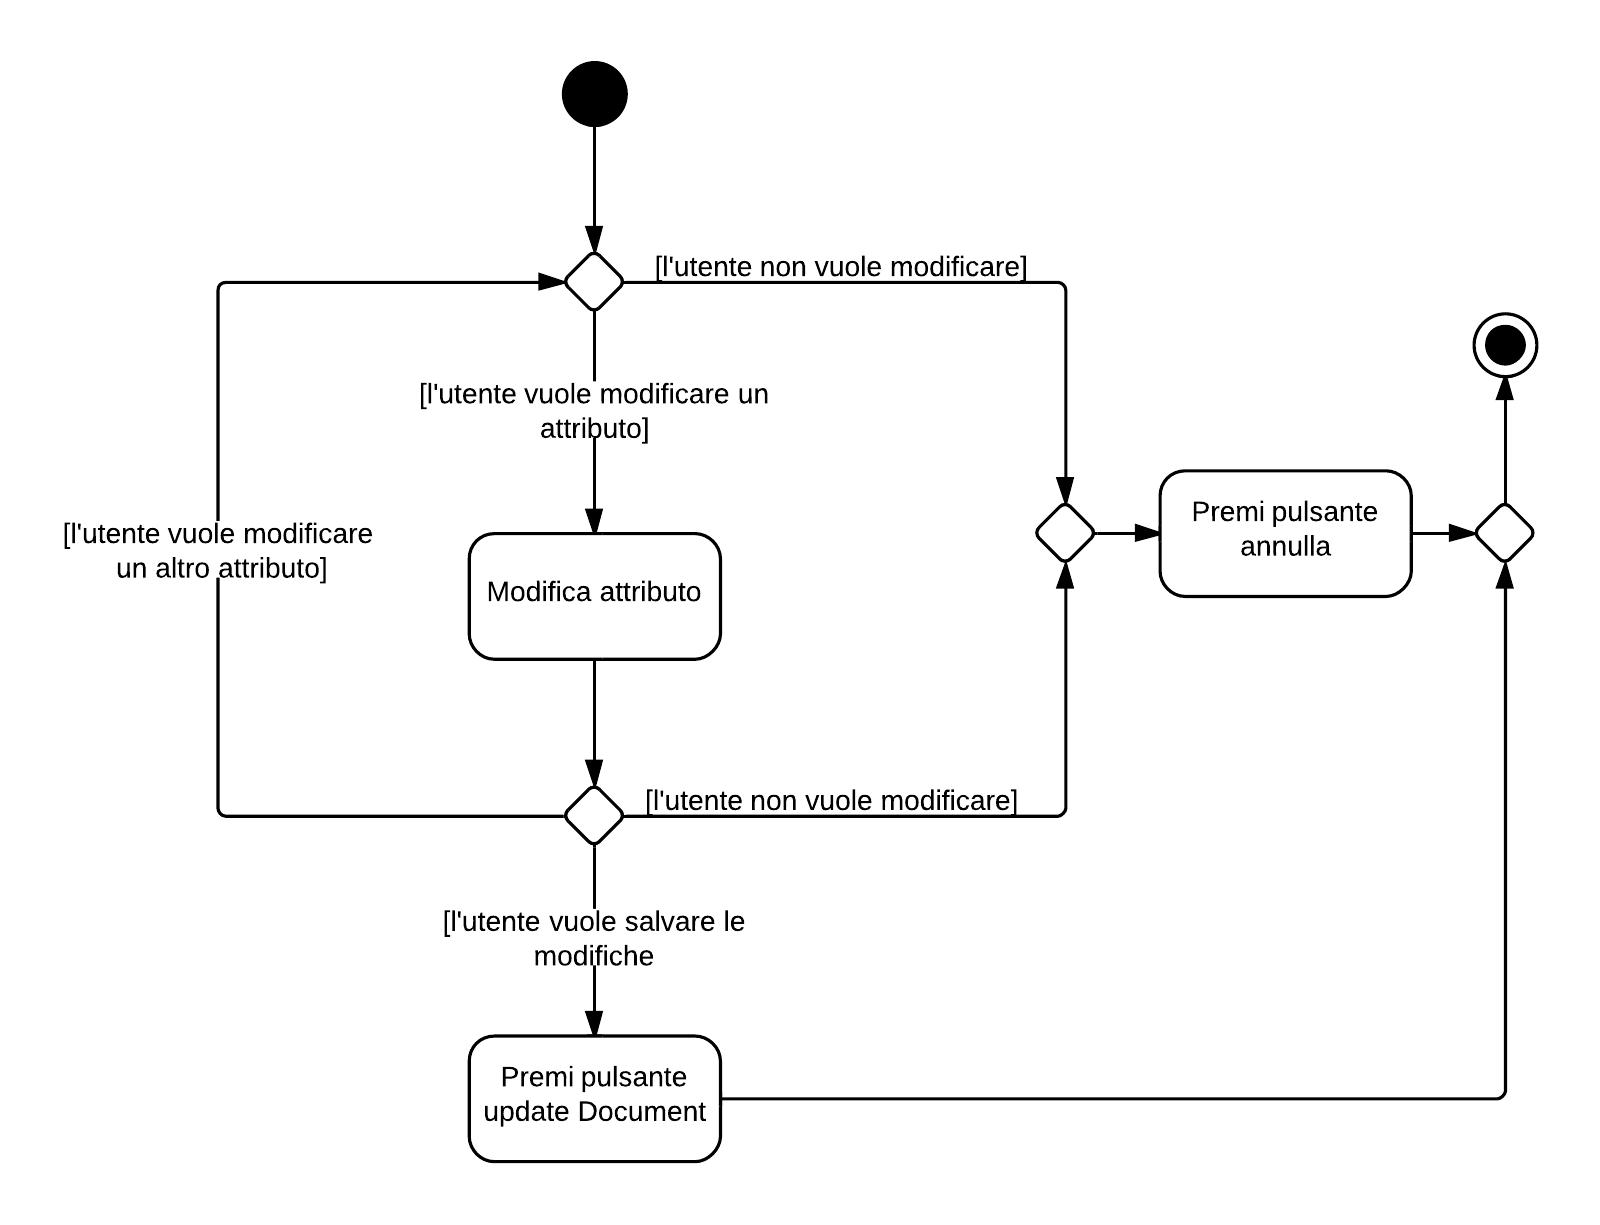 [l'utente non vuole modificare]
[l'utente vuole modificare un
attributo]
[l'utente vuole modificare
un altro attributo]
Modifica attributo
Premi pulsante
annulla
[l'utente non vuole modificare]
[l'utente vuole salvare le
modifiche
Premi pulsante
update Document